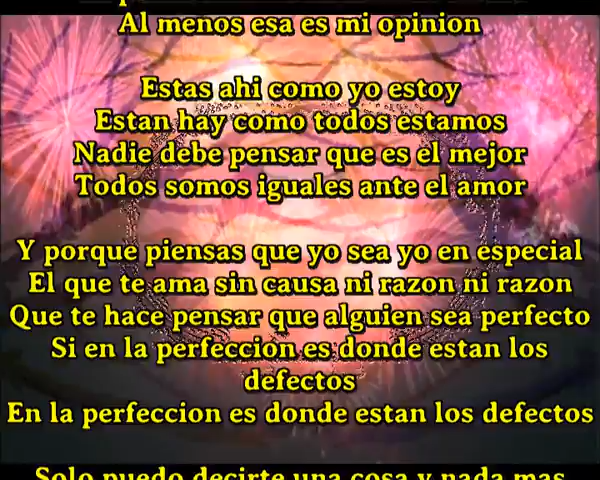 Al menos esa es mi opinion
Estas ahi como yo estoy
Estan hay como todos estamos
Nadie debe pensar que es el mejor
Todos somos iguales ante el amor
Y porque piensas que yo sea yo en especial
El que te ama sin causa ni razon ni razon
Que te hace pensar que alguien sea perfecto
Si en la perfeccion es donde estan los
defectos
En la perfeccion es donde estan los defectos
Solo puedo decirte una cosa y nada mas